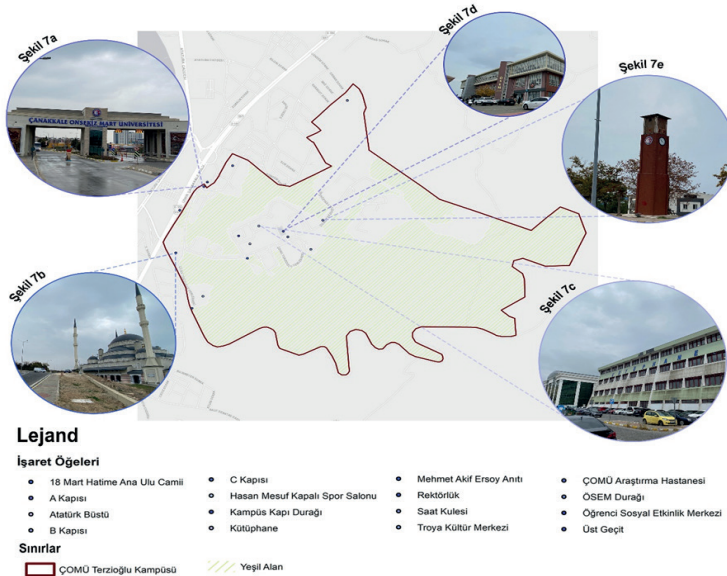 Şekil 7a
Şekil 7d
Şekil 7e
ÇANAKKALE ONSEKİZ MART ÜNİVERSİTESİ
Şekil 7b
Şekil 7c
Lejand
İşaret Öğeleri
18 Mart Hatime Ana Ulu Camii
A Kapısı
Atatürk Büstü
B Kapısı
C Kapısı
Hasan Mesuf Kapalı Spor Salonu
Kampüs Kapı Durağı
Kütüphane
Mehmet Akif Ersoy Anıtı
Rektörlük
Saat Kulesi
Troya Kültür Merkezi
ÇOMÜ Araştırma Hastanesi
ÖSEM Durağı
Öğrenci Sosyal Etkinlik Merkezi
Üst Geçit
Sınırlar
ÇOMÜ Terzioğlu Kampüsü
Yeşil Alan